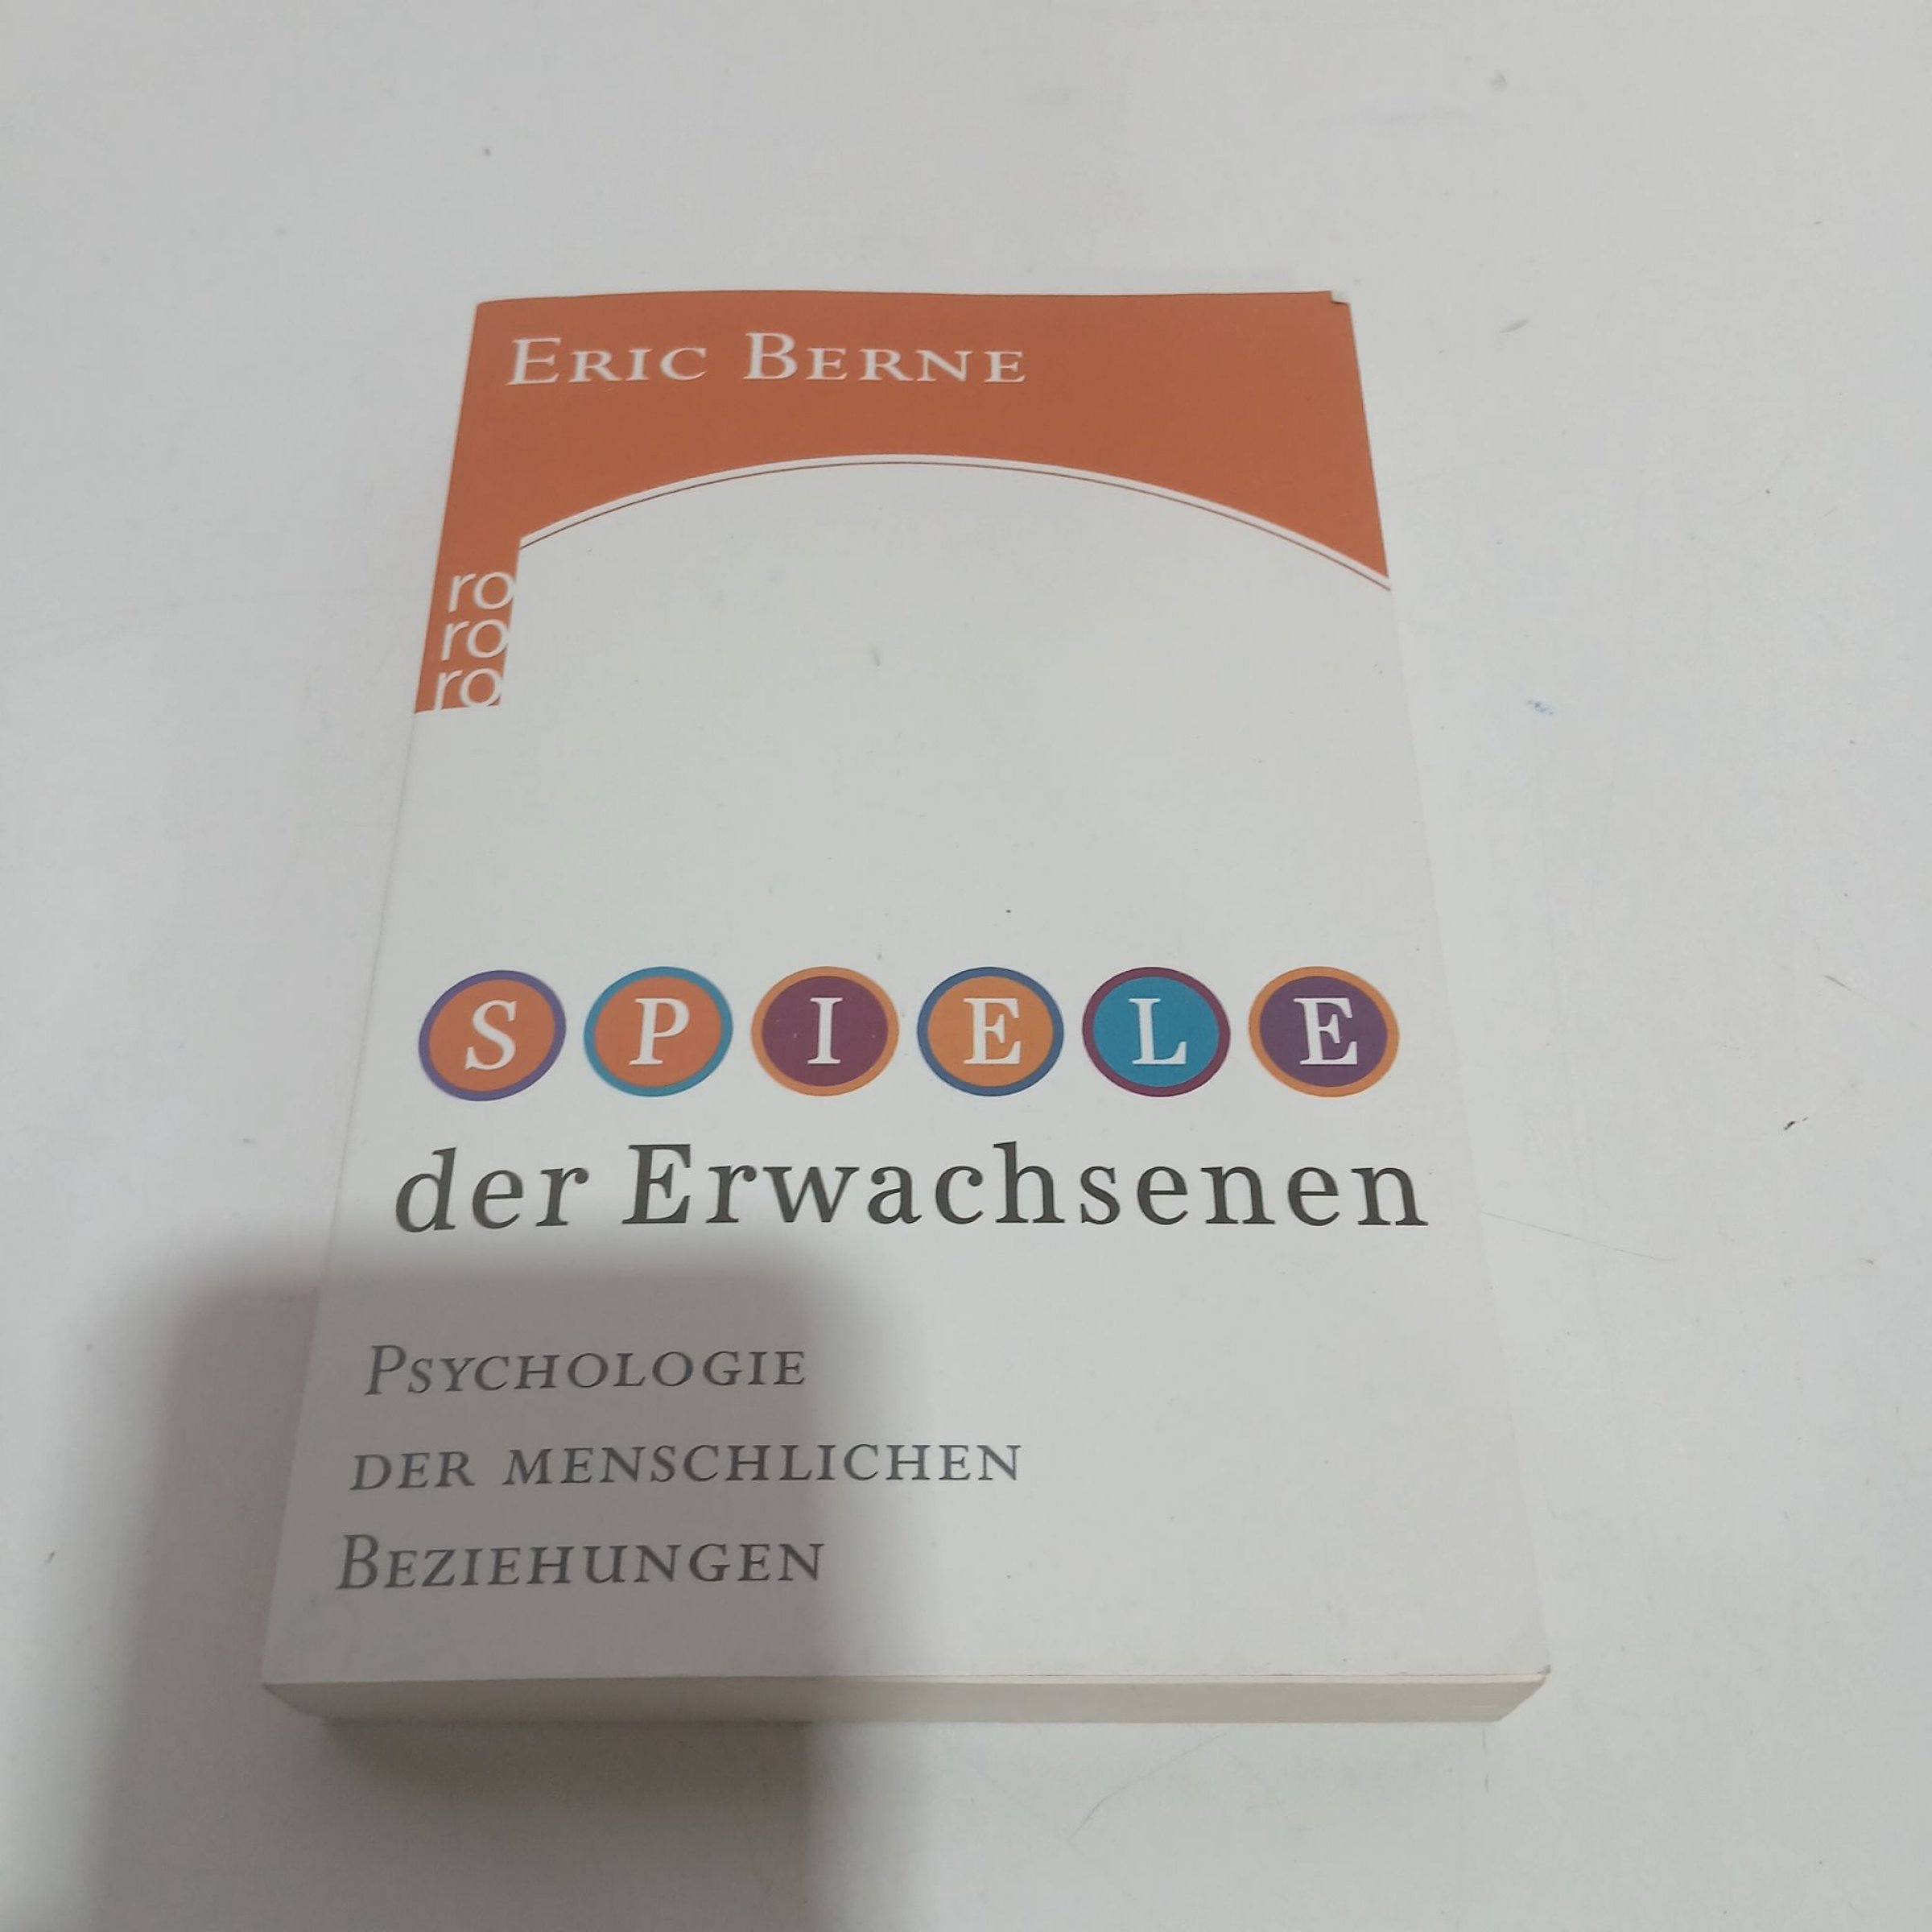 ERIC BERNE
ro
ro
ro
SPIELE
der Erwachsenen
PSYCHOLOGIE
DER MENSCHLICHEN
BEZIEHUNGEN